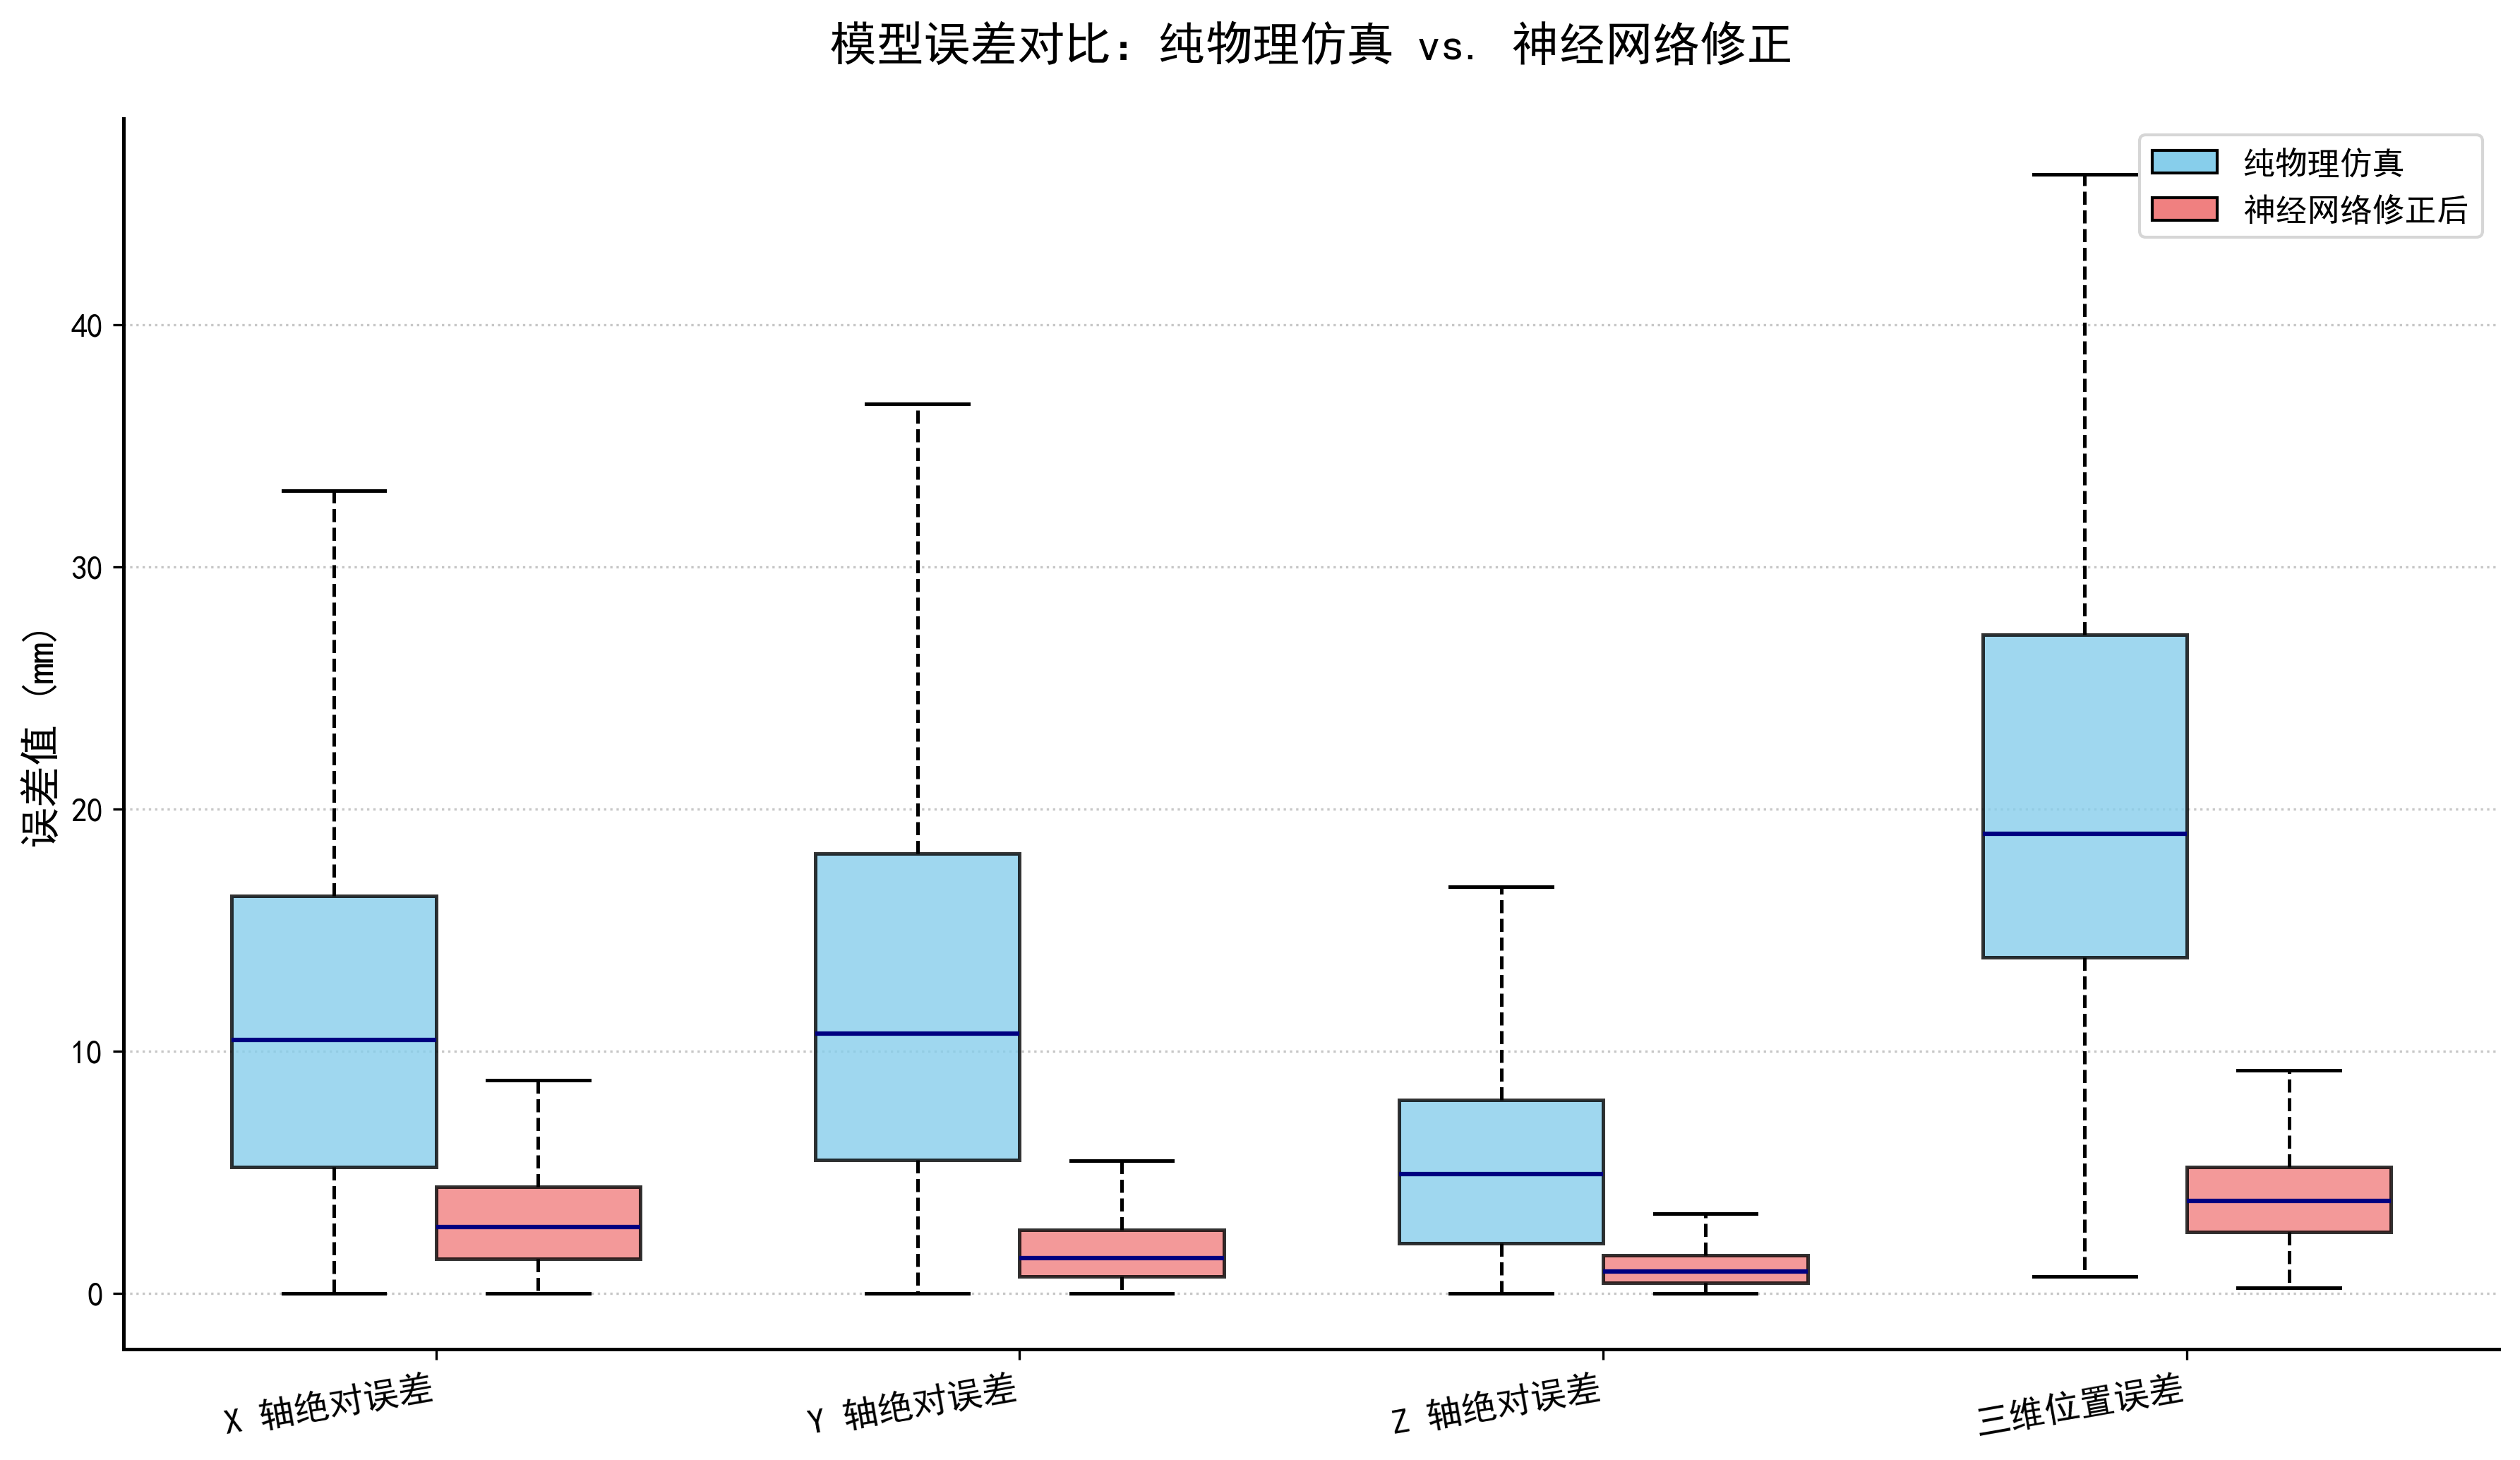 模型误差对比：纯物理仿真 vs. 神经网络修正
纯物理仿真
神经网络修正后
误差值 (mm)
40
30
20
10
0
X 轴绝对误差
Y 轴绝对误差
Z 轴绝对误差
三维位置误差